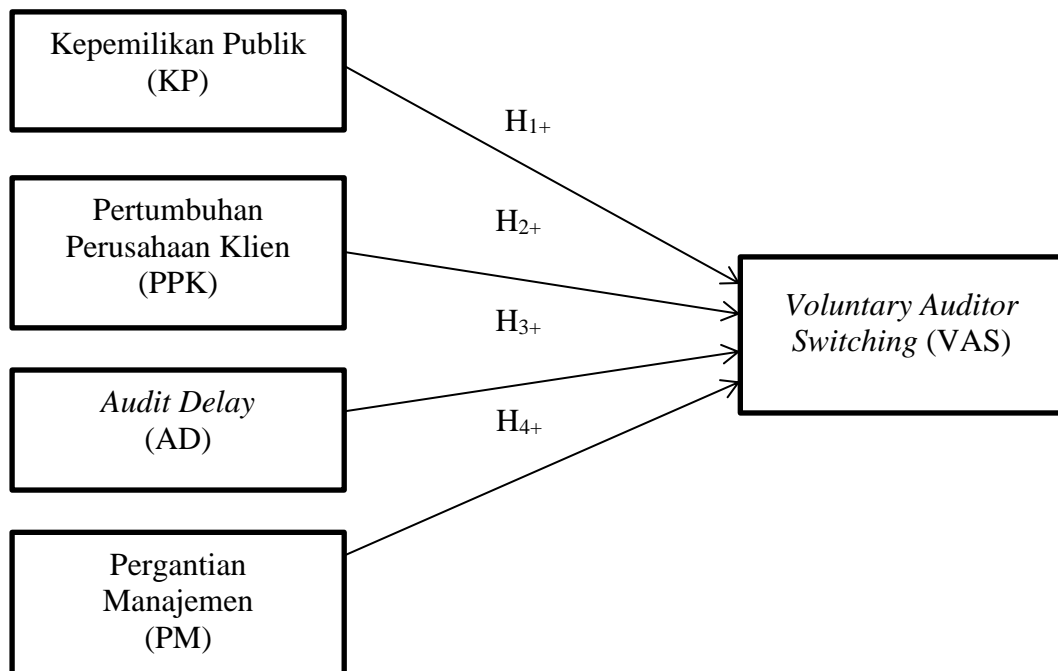 Kepemilikan Publik
(KP)
H1+
Pertumbuhan
Perusahaan Klien
(PPK)
H2+
Voluntary Auditor
Switching (VAS)
H3+
Audit Delay
(AD)
H4+
Pergantian
Manajemen
(PM)